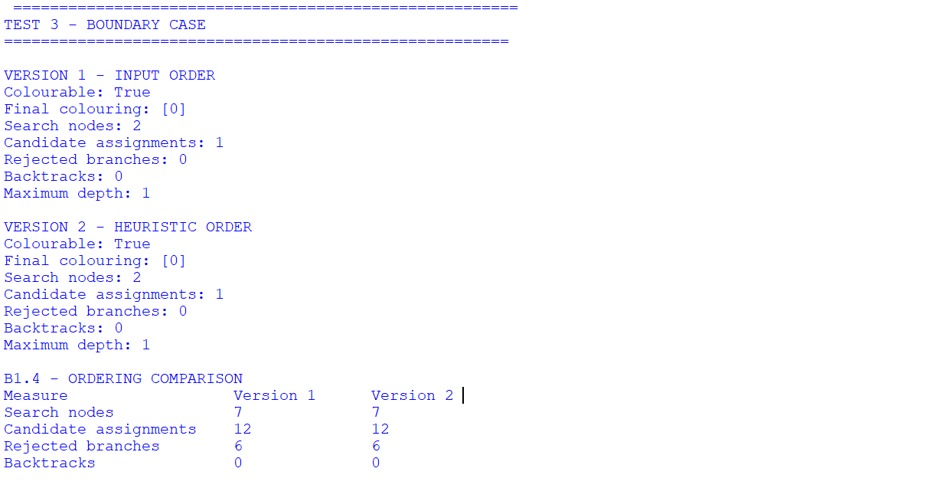 =======================================================
TEST 3 - BOUNDARY CASE
=======================================================
VERSION 1 - INPUT ORDER
Colourable: True
Final colouring: [0]
Search nodes: 2
Candidate assignments: 1
Rejected branches: 0
Backtracks: 0
Maximum depth: 1
VERSION 2 - HEURISTIC ORDER
Colourable: True
Final colouring: [0]
Search nodes: 2
Candidate assignments: 1
Rejected branches: 0
Backtracks: 0
Maximum depth: 1
B1.4 - ORDERING COMPARISON
Measure Version 1 Version 2
Search nodes 7 7
Candidate assignments 12 12
Rejected branches 6 6
Backtracks 0 0